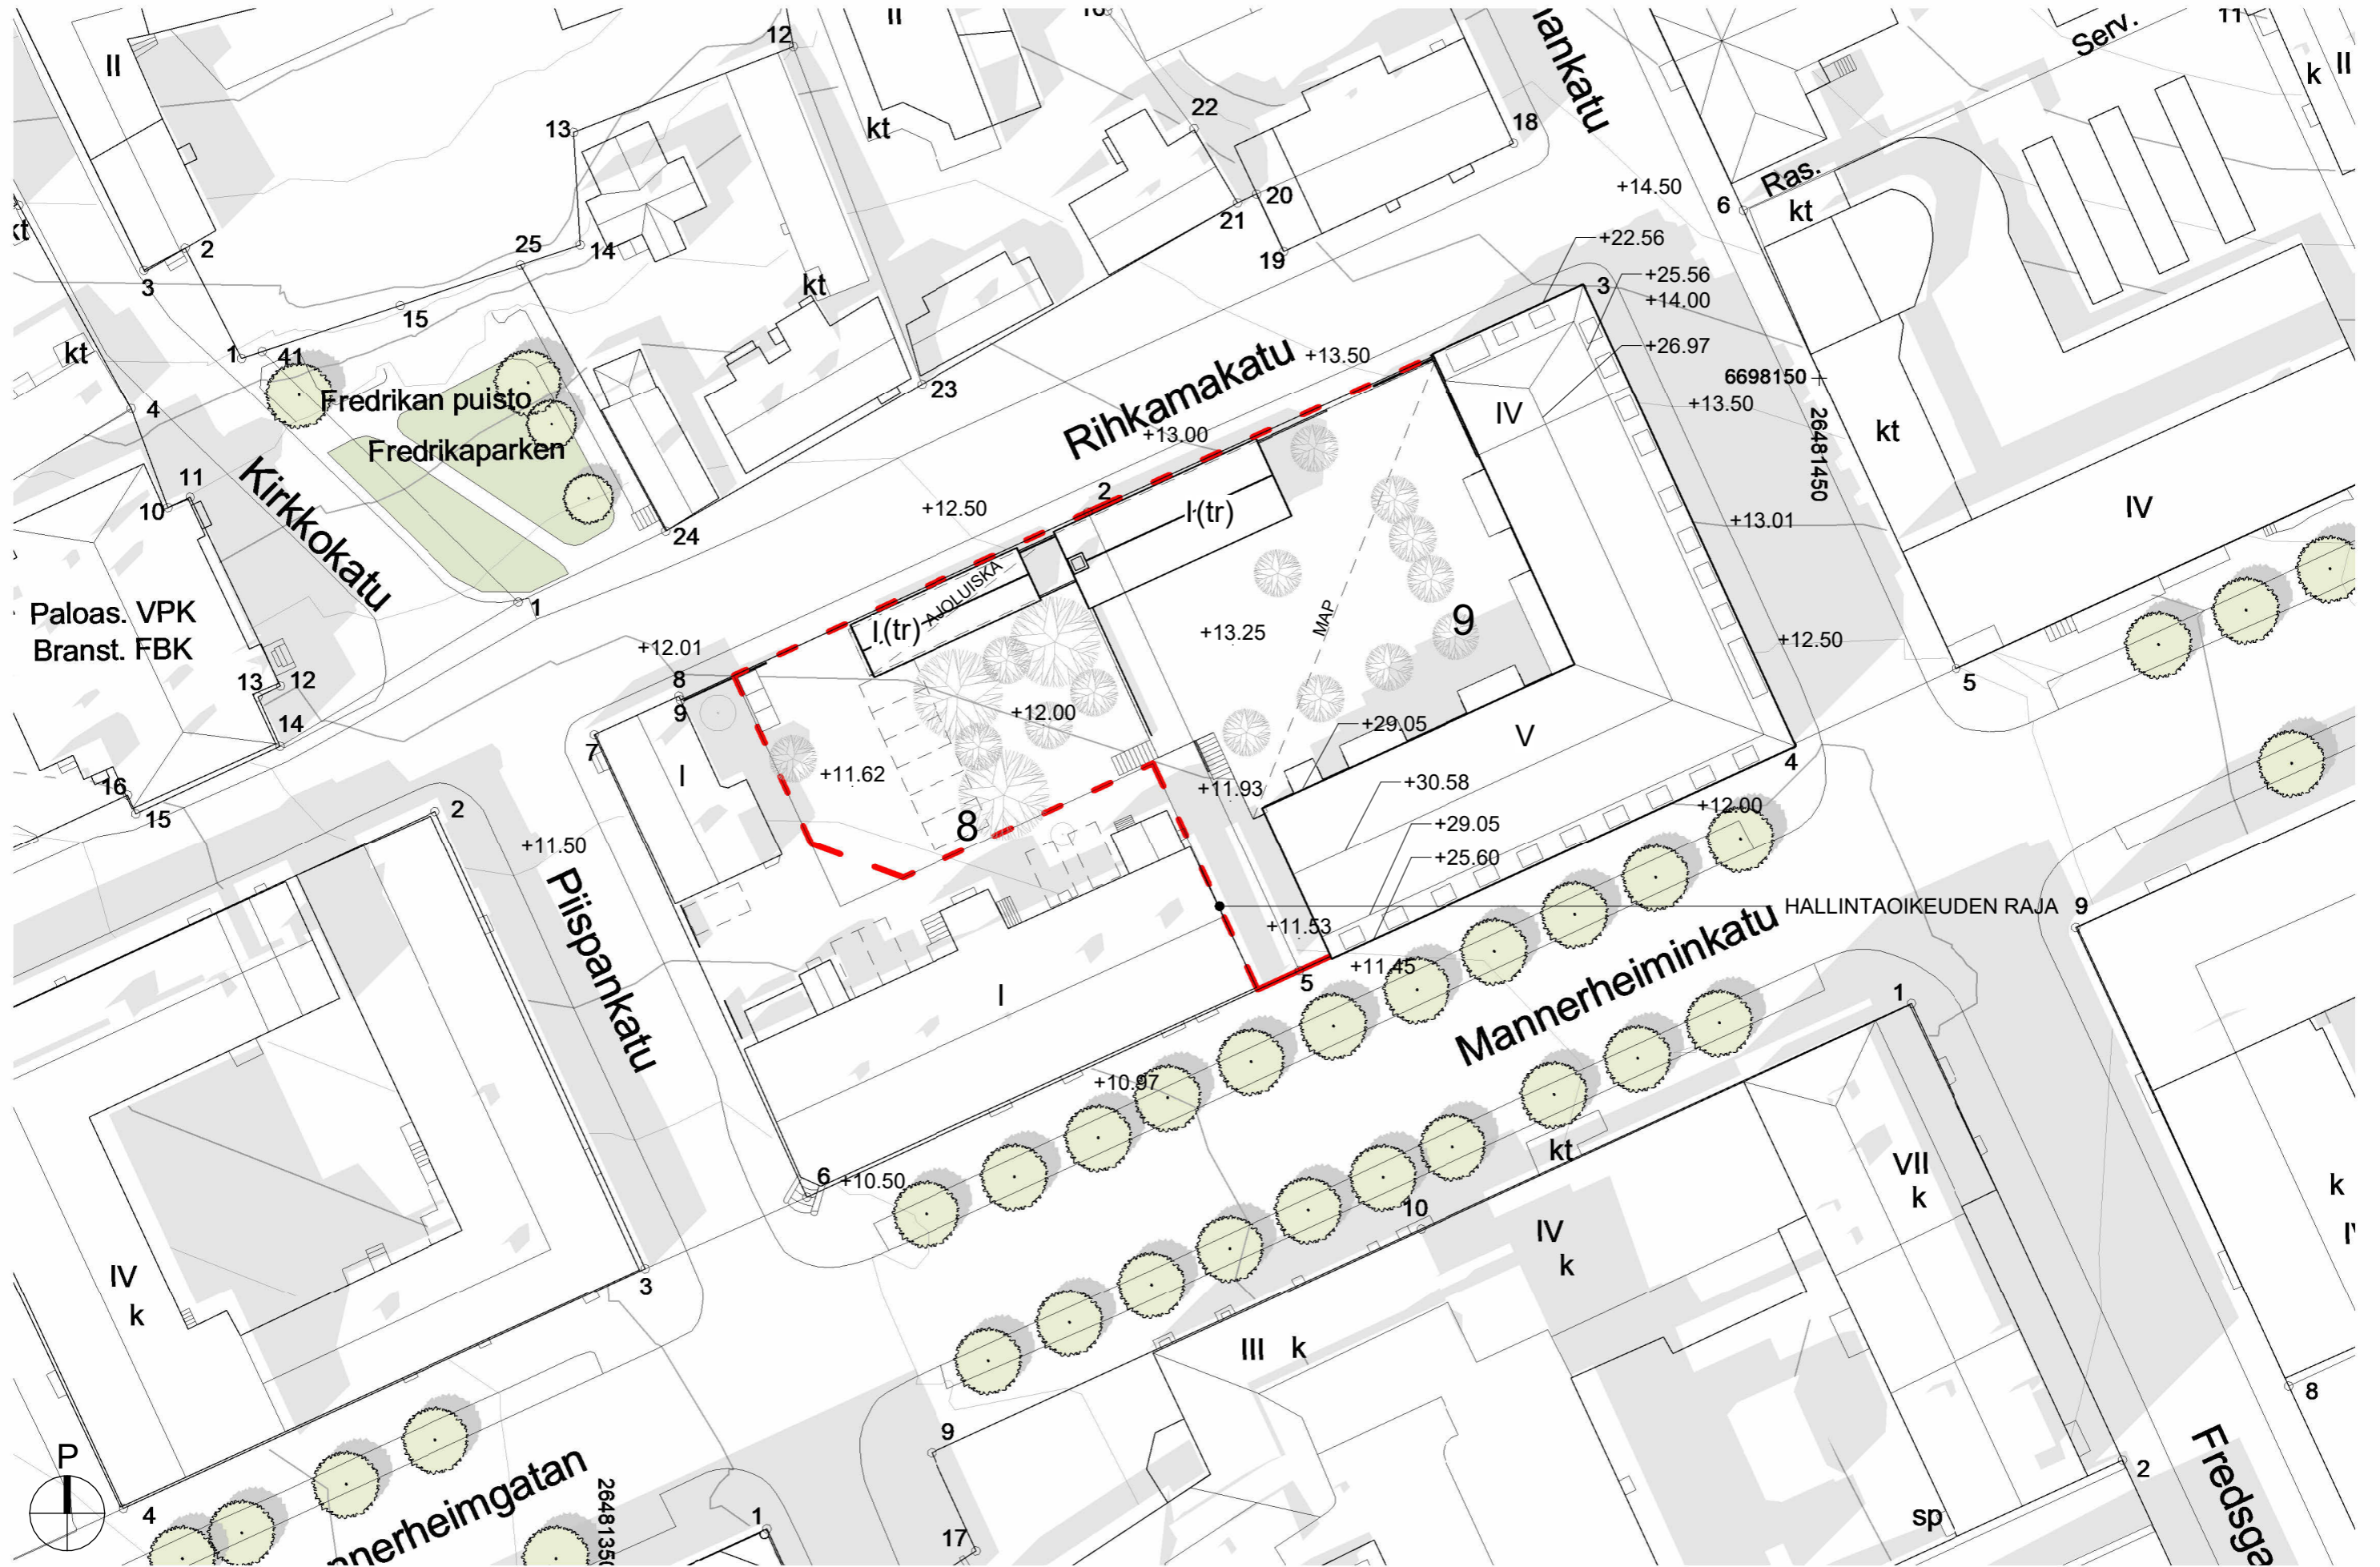 II
12
II
Serv.
k
II
13
kt
22
18
20
21
19
+14.50
6
Ras.
kt
kt
2
3
25
14
15
1
41
kt
kt
4
Fredrikan puisto
Fredrikaparken
23
Rihkamakatu
+13.50
+13.00
+12.50
+22.56
3
+25.56
+14.00
+26.97
6698150
26481450
+13.50
IV
kt
IV
+13.01
11
10
Kirkkokatu
24
1
2
I(tr)
I(tr)
AJOLUISKA
MAP
9
+13.25
+12.50
5
Paloas. VPK
Branst. FBK
13
12
14
16
15
+12.01
8
9
7
I
+11.62
+12.00
8
+11.93
+29.05
V
+30.58
+29.05
+25.60
+12.00
4
HALLINTAOIKEUDEN RAJA
9
2
+11.50
Piispankatu
+11.53
5
+11.45
Mannerheiminkatu
I
1
+10.97
6
+10.50
kt
10
VII
k
IV
k
k
IV
k
3
III
k
8
9
P
4
nnerheimgatan
26481350
1
17
sp
2
Fredsga